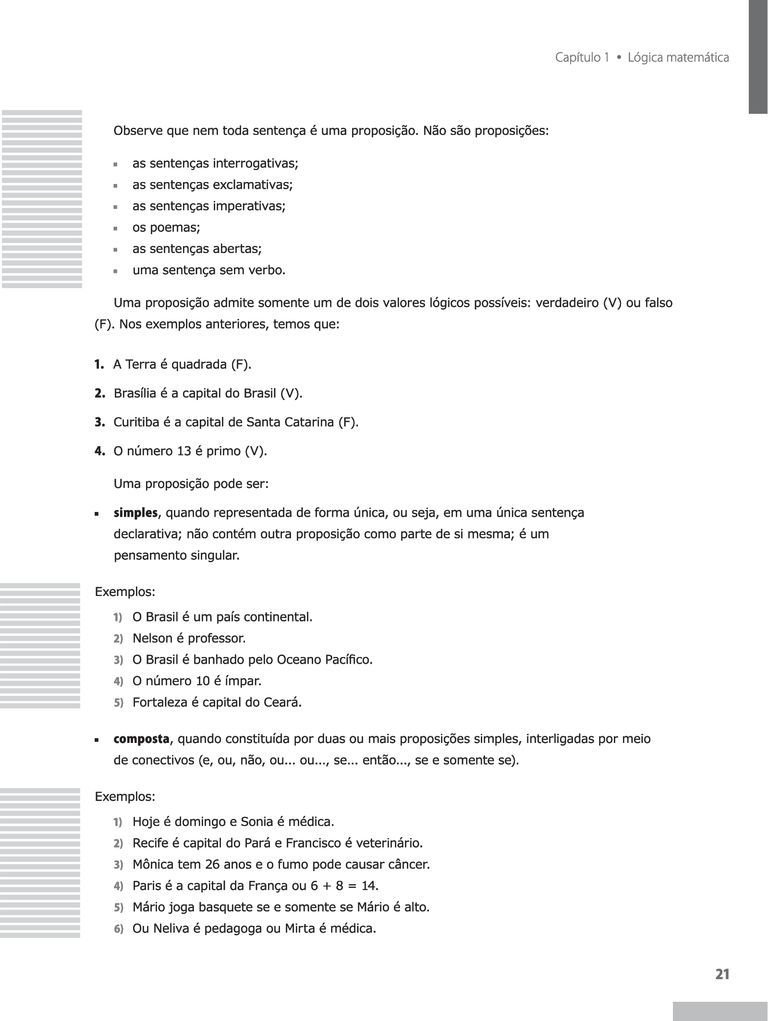 Capítulo 1 • Lógica matemática
Observe que nem toda sentença é uma proposição. Não são proposições:
▪ as sentenças interrogativas;
▪ as sentenças exclamativas;
▪ as sentenças imperativas;
▪ os poemas;
▪ as sentenças abertas;
▪ uma sentença sem verbo.
Uma proposição admite somente um de dois valores lógicos possíveis: verdadeiro (V) ou falso
(F). Nos exemplos anteriores, temos que:
1. A Terra é quadrada (F).
2. Brasília é a capital do Brasil (V).
3. Curitiba é a capital de Santa Catarina (F).
4. O número 13 é primo (V).
Uma proposição pode ser:
▪ simples, quando representada de forma única, ou seja, em uma única sentença
declarativa; não contém outra proposição como parte de si mesma; é um
pensamento singular.
Exemplos:
1) O Brasil é um país continental.
2) Nelson é professor.
3) O Brasil é banhado pelo Oceano Pacífico.
4) O número 10 é ímpar.
5) Fortaleza é capital do Ceará.
▪ composta, quando constituída por duas ou mais proposições simples, interligadas por meio
de conectivos (e, ou, não, ou... ou..., se... então..., se e somente se).
Exemplos:
1) Hoje é domingo e Sonia é médica.
2) Recife é capital do Pará e Francisco é veterinário.
3) Mônica tem 26 anos e o fumo pode causar câncer.
4) Paris é a capital da França ou 6 + 8 = 14.
5) Mário joga basquete se e somente se Mário é alto.
6) Ou Neliva é pedagoga ou Mirta é médica.
21